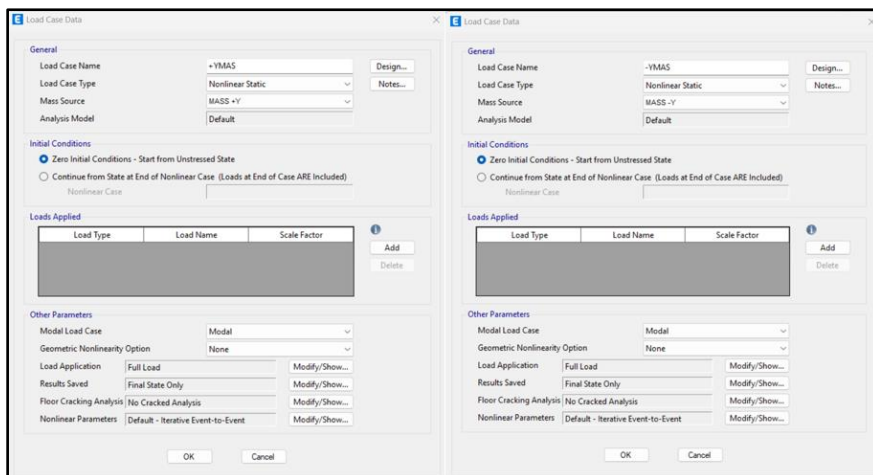 Load Case Data
General
Load Case Name +YMAS Design...
Load Case Type Nonlinear Static Notes...
Mass Source MASS +Y
Analysis Model Default
Initial Conditions
Zero Initial Conditions - Start from Unstressed State
Continue from State at End of Nonlinear Case (Loads at End of Case ARE Included)
Nonlinear Case
Loads Applied
Load Type Load Name Scale Factor
Add
Delete
Other Parameters
Modal Load Case Modal
Geometric Nonlinearity Option None
Load Application Full Load Modify/Show...
Results Saved Final State Only Modify/Show...
Floor Cracking Analysis No Cracked Analysis Modify/Show...
Nonlinear Parameters Default - Iterative Event-to-Event Modify/Show...
OK Cancel
Load Case Data
General
Load Case Name -YMAS Design...
Load Case Type Nonlinear Static Notes...
Mass Source MASS -Y
Analysis Model Default
Initial Conditions
Zero Initial Conditions - Start from Unstressed State
Continue from State at End of Nonlinear Case (Loads at End of Case ARE Included)
Nonlinear Case
Loads Applied
Load Type Load Name Scale Factor
Add
Delete
Other Parameters
Modal Load Case Modal
Geometric Nonlinearity Option None
Load Application Full Load Modify/Show...
Results Saved Final State Only Modify/Show...
Floor Cracking Analysis No Cracked Analysis Modify/Show...
Nonlinear Parameters Default - Iterative Event-to-Event Modify/Show...
OK Cancel